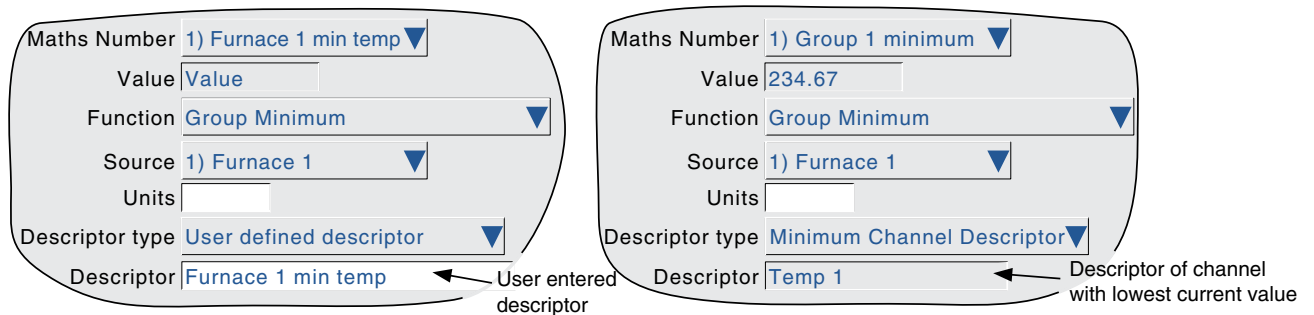 Maths Number 1) Furnace 1 min temp
Value Value
Function Group Minimum
Source 1) Furnace 1
Units
Descriptor type User defined descriptor
Descriptor Furnace 1 min temp
User entered
descriptor
Maths Number 1) Group 1 minimum
Value 234.67
Function Group Minimum
Source 1) Furnace 1
Units
Descriptor type Minimum Channel Descriptor
Descriptor Temp 1
Descriptor of channel
with lowest current value